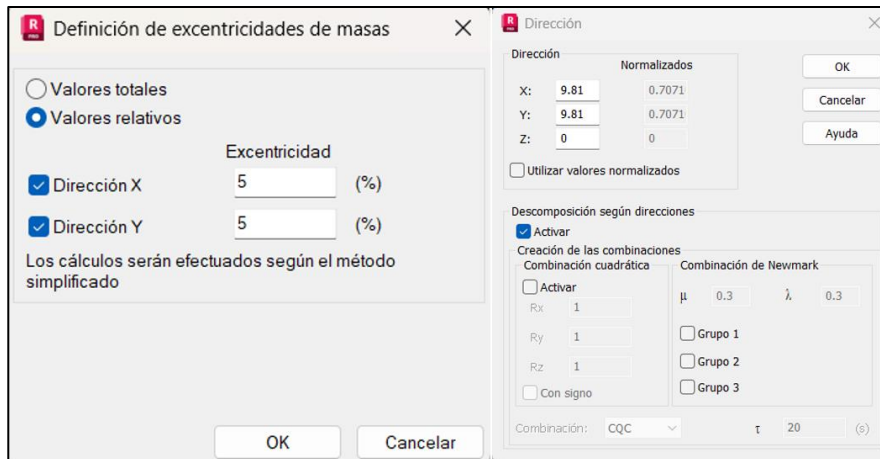 Definición de excentricidades de masas
Valores totales
Valores relativos
Excentricidad
Dirección X 5 (%)
Dirección Y 5 (%)
Los cálculos serán efectuados según el método
simplificado
OK Cancelar
Dirección
Dirección
Normalizados
X: 9.81 0.7071
Y: 9.81 0.7071
Z: 0 0
Utilizar valores normalizados
OK
Cancelar
Ayuda
Descomposición según direcciones
Activar
Creación de las combinaciones
Combinación cuadrática
Activar
Rx 1
Ry 1
Rz 1
Con signo
Combinación de Newmark
μ 0.3 λ 0.3
Grupo 1
Grupo 2
Grupo 3
Combinación: CQC τ 20 (s)